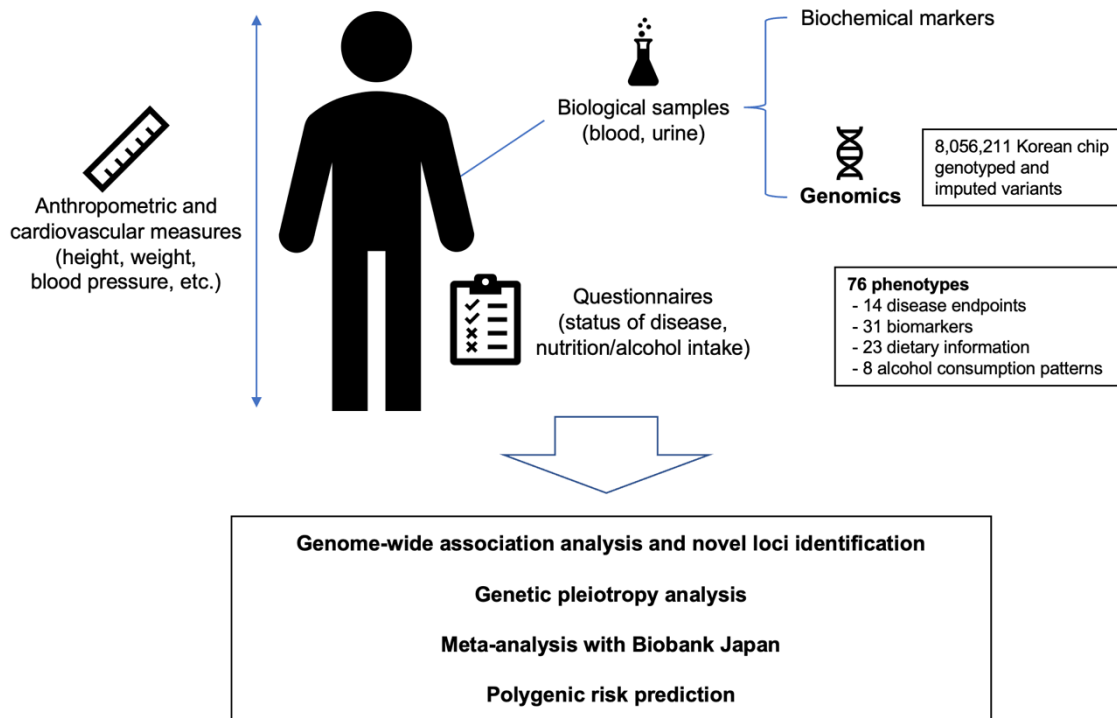 Biochemical markers
Biological samples
(blood, urine)
8,056,211 Korean chip
genotyped and
imputed variants
Genomics
Anthropometric and
cardiovascular measures
(height, weight,
blood pressure, etc.)
Questionnaires
(status of disease,
nutrition/alcohol intake)
76 phenotypes
- 14 disease endpoints
- 31 biomarkers
- 23 dietary information
- 8 alcohol consumption patterns
Genome-wide association analysis and novel loci identification
Genetic pleiotropy analysis
Meta-analysis with Biobank Japan
Polygenic risk prediction